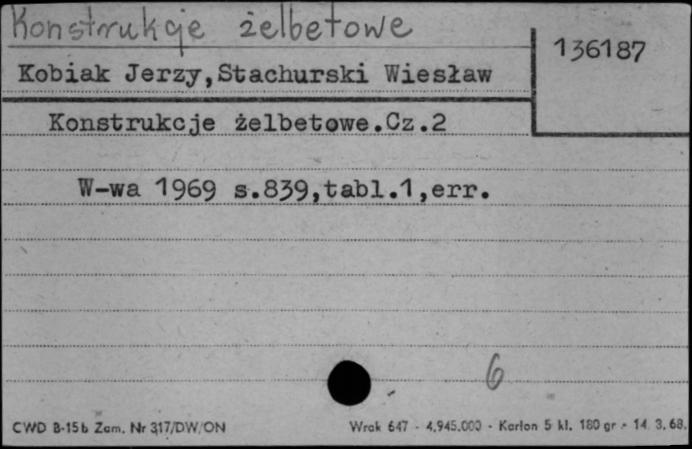 Konstrukcje żelbetowe
136187
Kobiak Jerzy,Stachurski Wiesław
Konstrukcje żelbetowe.Cz.2
W-wa 1969 s.839,tabl.1,err.
6
CWD B-15b Zam. Nr 317/DW/ON
Wrak 647 - 4.945.000 - Karton 5 kl. 180 gr - 14. 3. 68.